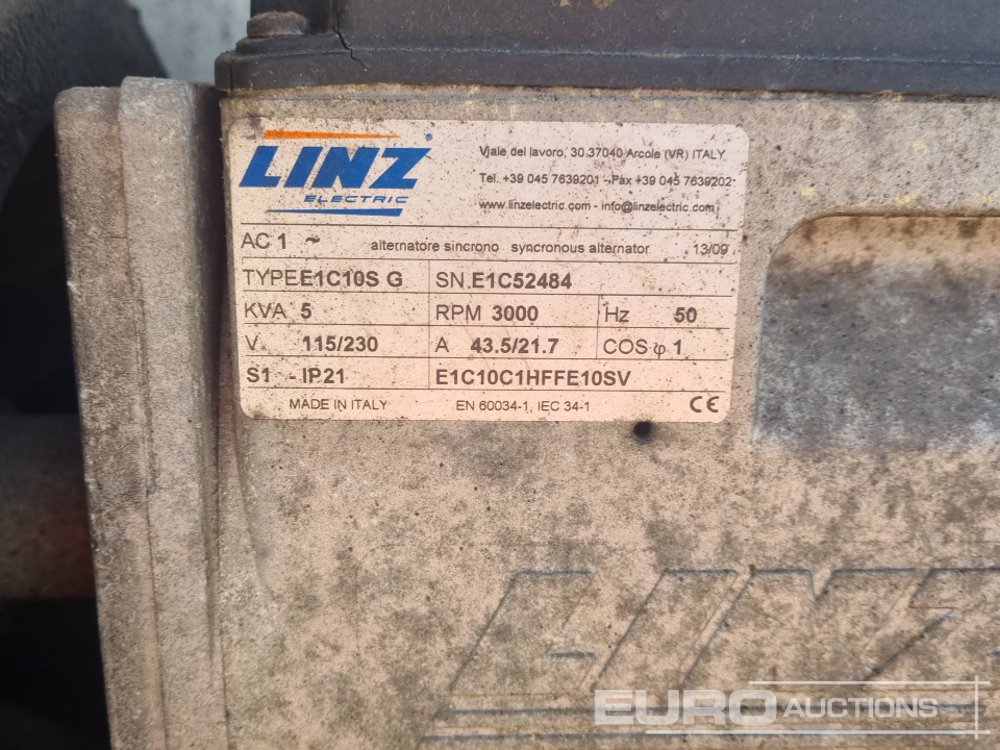 LINZ
ELECTRIC
®
Viale del lavoro, 30 37040 Arcole (VR) ITALY
Tel. +39 045 7639201 - Fax +39 045 7639202
www.linzelectric.com - info@linzelectric.com
AC 1 ~ alternatore sincrono syncronous alternator 13/09
TYPE E1C10S G SN. E1C52484
KVA 5 RPM 3000 Hz 50
V. 115/230 A 43.5/21.7 COS φ 1
S1 - IP21 E1C10C1HFFE10SV
MADE IN ITALY EN 60034-1, IEC 34-1 CE
LINZ
EURO AUCTIONS